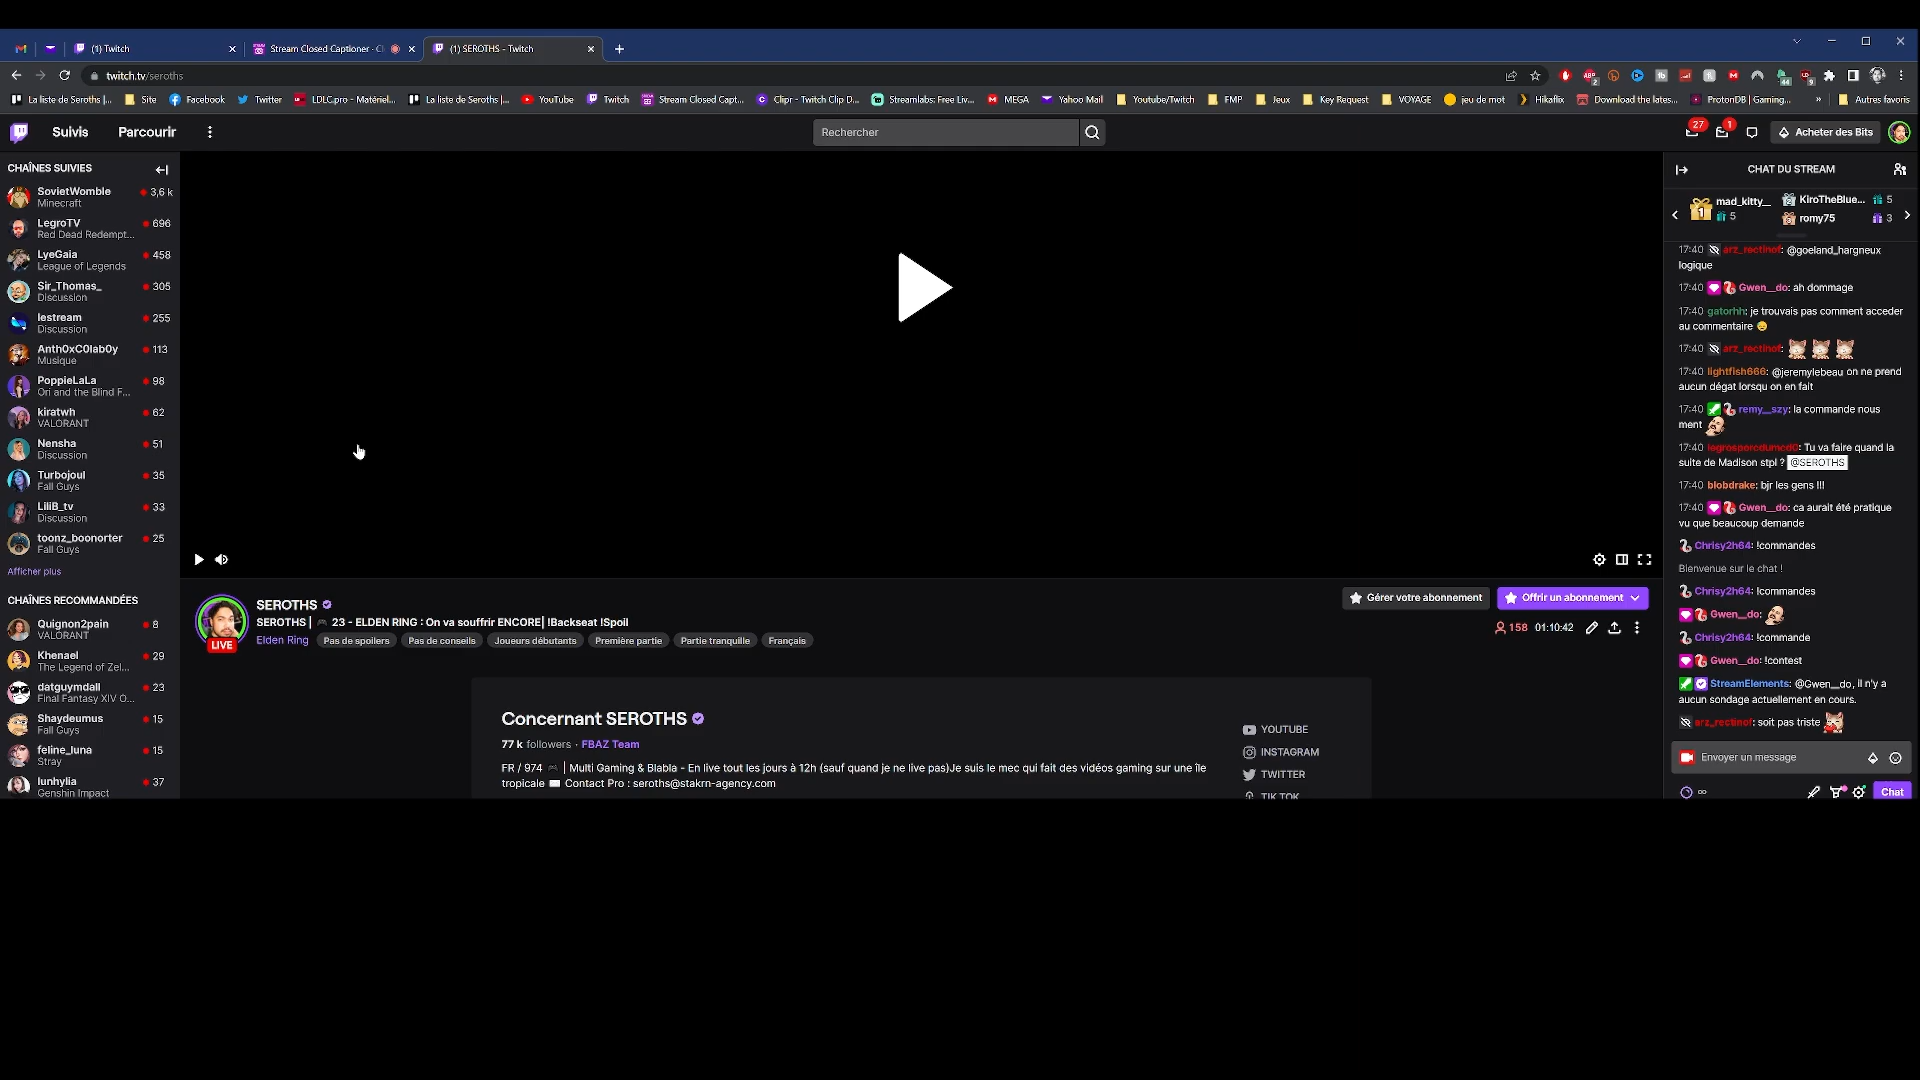 (1) Twitch
Stream Closed Captioner - C
(1) SEROTHS - Twitch
twitch.tv/seroths
La liste de Seroths |...
Site
Facebook
Twitter
LDLC.pro - Matériel...
La liste de Seroths |...
YouTube
Twitch
Stream Closed Capt...
Clipr - Twitch Clip D...
Streamlabs: Free Liv...
MEGA
Yahoo Mail
Youtube/Twitch
FMP
Jeux
Key Request
VOYAGE
jeu de mot
Hikaflix
Download the lates...
ProtonDB | Gaming...
»
Autres favoris
Suivis
Parcourir
Rechercher
27
1
Acheter des Bits
CHAÎNES SUIVIES
SovietWomble 3,6 k
Minecraft
LegroTV 696
Red Dead Redempt...
LyeGaia 458
League of Legends
Sir_Thomas_ 305
Discussion
lestream 255
Discussion
Anth0xC0lab0y 113
Musique
PoppieLaLa 98
Ori and the Blind F...
kiratwh 62
VALORANT
Nensha 51
Discussion
Turbojoul 35
Fall Guys
LiliB_tv 33
Discussion
toonz_boonorter 25
Fall Guys
Afficher plus
CHAÎNES RECOMMANDÉES
Quignon2pain 8
VALORANT
Khenael 29
The Legend of Zel...
datguymdall 23
Final Fantasy XIV O...
Shaydeumus 15
Fall Guys
feline_luna 15
Stray
lunhylia 37
Genshin Impact
SEROTHS
LIVE
SEROTHS | 23 - ELDEN RING : On va souffrir ENCORE| !Backseat !Spoil
Elden Ring
Pas de spoilers
Pas de conseils
Joueurs débutants
Première partie
Partie tranquille
Français
Gérer votre abonnement
Offrir un abonnement
158 01:10:42
Concernant SEROTHS
77 k followers · FBAZ Team
FR / 974 | Multi Gaming & Blabla - En live tout les jours à 12h (sauf quand je ne live pas)Je suis le mec qui fait des vidéos gaming sur une île
tropicale Contact Pro : seroths@stakrn-agency.com
YOUTUBE
INSTAGRAM
TWITTER
TIK TOK
CHAT DU STREAM
1
mad_kitty__
5
KiroTheBlue... 5
romy75 3
17:40 arz_rectinof: @goeland_hargneux
logique
17:40 Gwen__do: ah dommage
17:40 gatorhh: je trouvais pas comment acceder
au commentaire
17:40 arz_rectinof:
17:40 lightfish666: @jeremylebeau on ne prend
aucun dégat lorsqu on en fait
17:40 remy__szy: la commande nous
ment
17:40 : Tu va faire quand la
suite de Madison stpl ? @SEROTHS
17:40 blobdrake: bjr les gens !!!
17:40 Gwen__do: ca aurait été pratique
vu que beaucoup demande
Chrisy2h64: !commandes
Bienvenue sur le chat !
Chrisy2h64: !commandes
Gwen__do:
Chrisy2h64: !commande
Gwen__do: !contest
StreamElements: @Gwen__do, il n'y a
aucun sondage actuellement en cours.
arz_rectinof: soit pas triste
Envoyer un message
∞
Chat